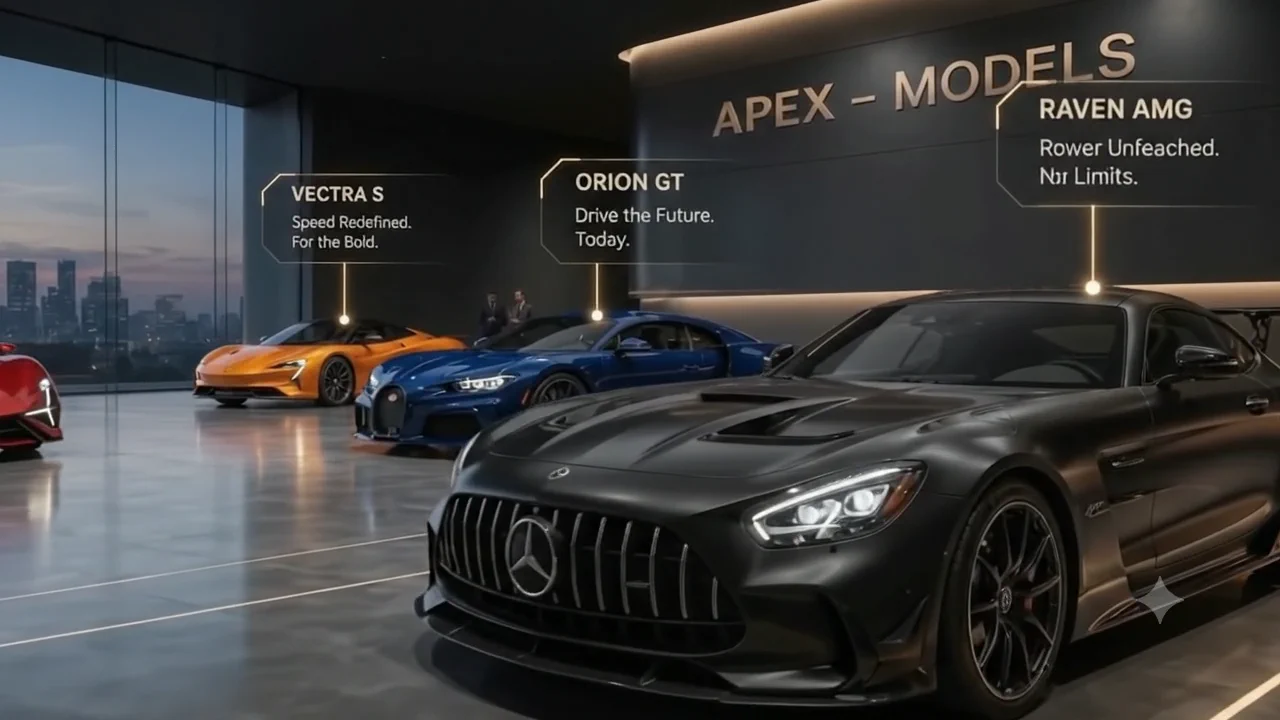 APEX – MODELS
VECTRA S
Speed Redefined.
For the Bold.
ORION GT
Drive the Future.
Today.
RAVEN AMG
Rower Unfeached.
Limits.